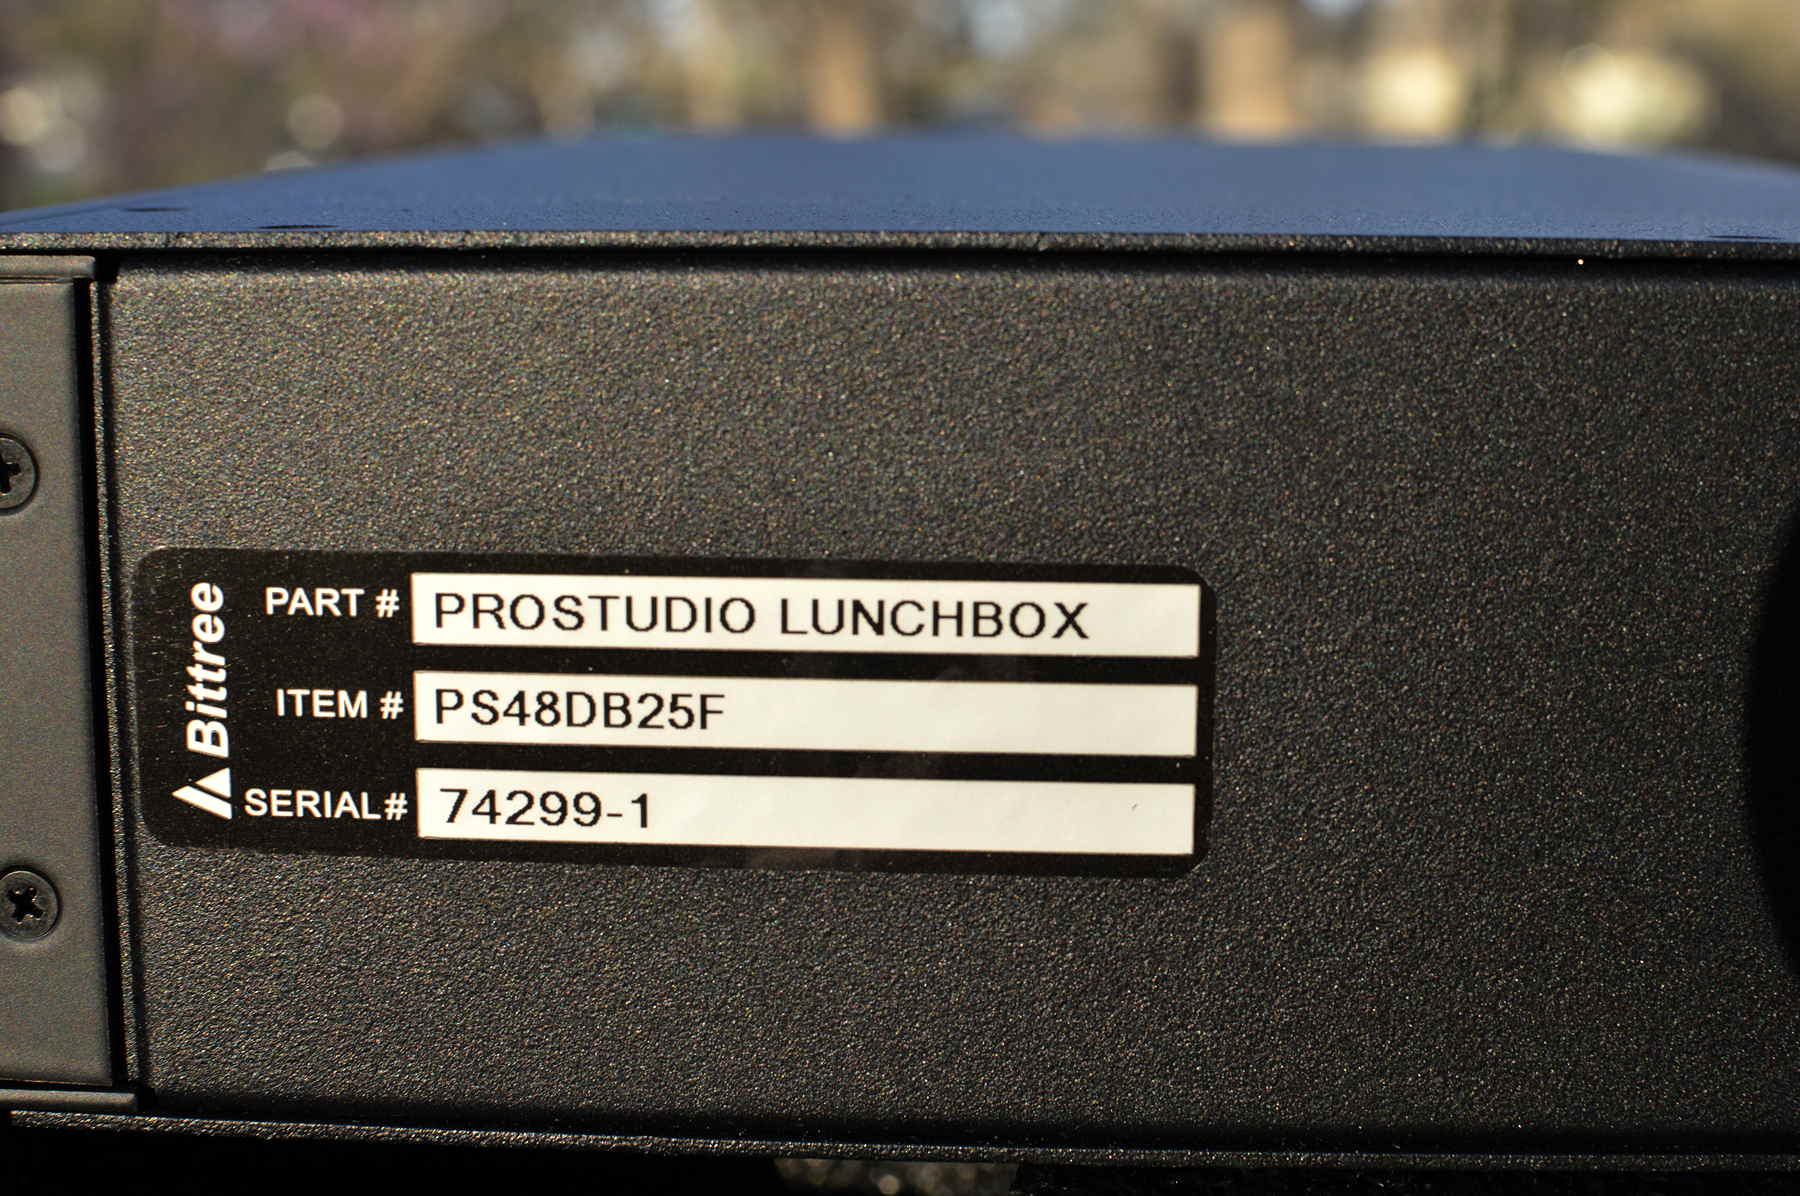 Bittree
PART # PROSTUDIO LUNCHBOX
ITEM # PS48DB25F
SERIAL# 74299-1